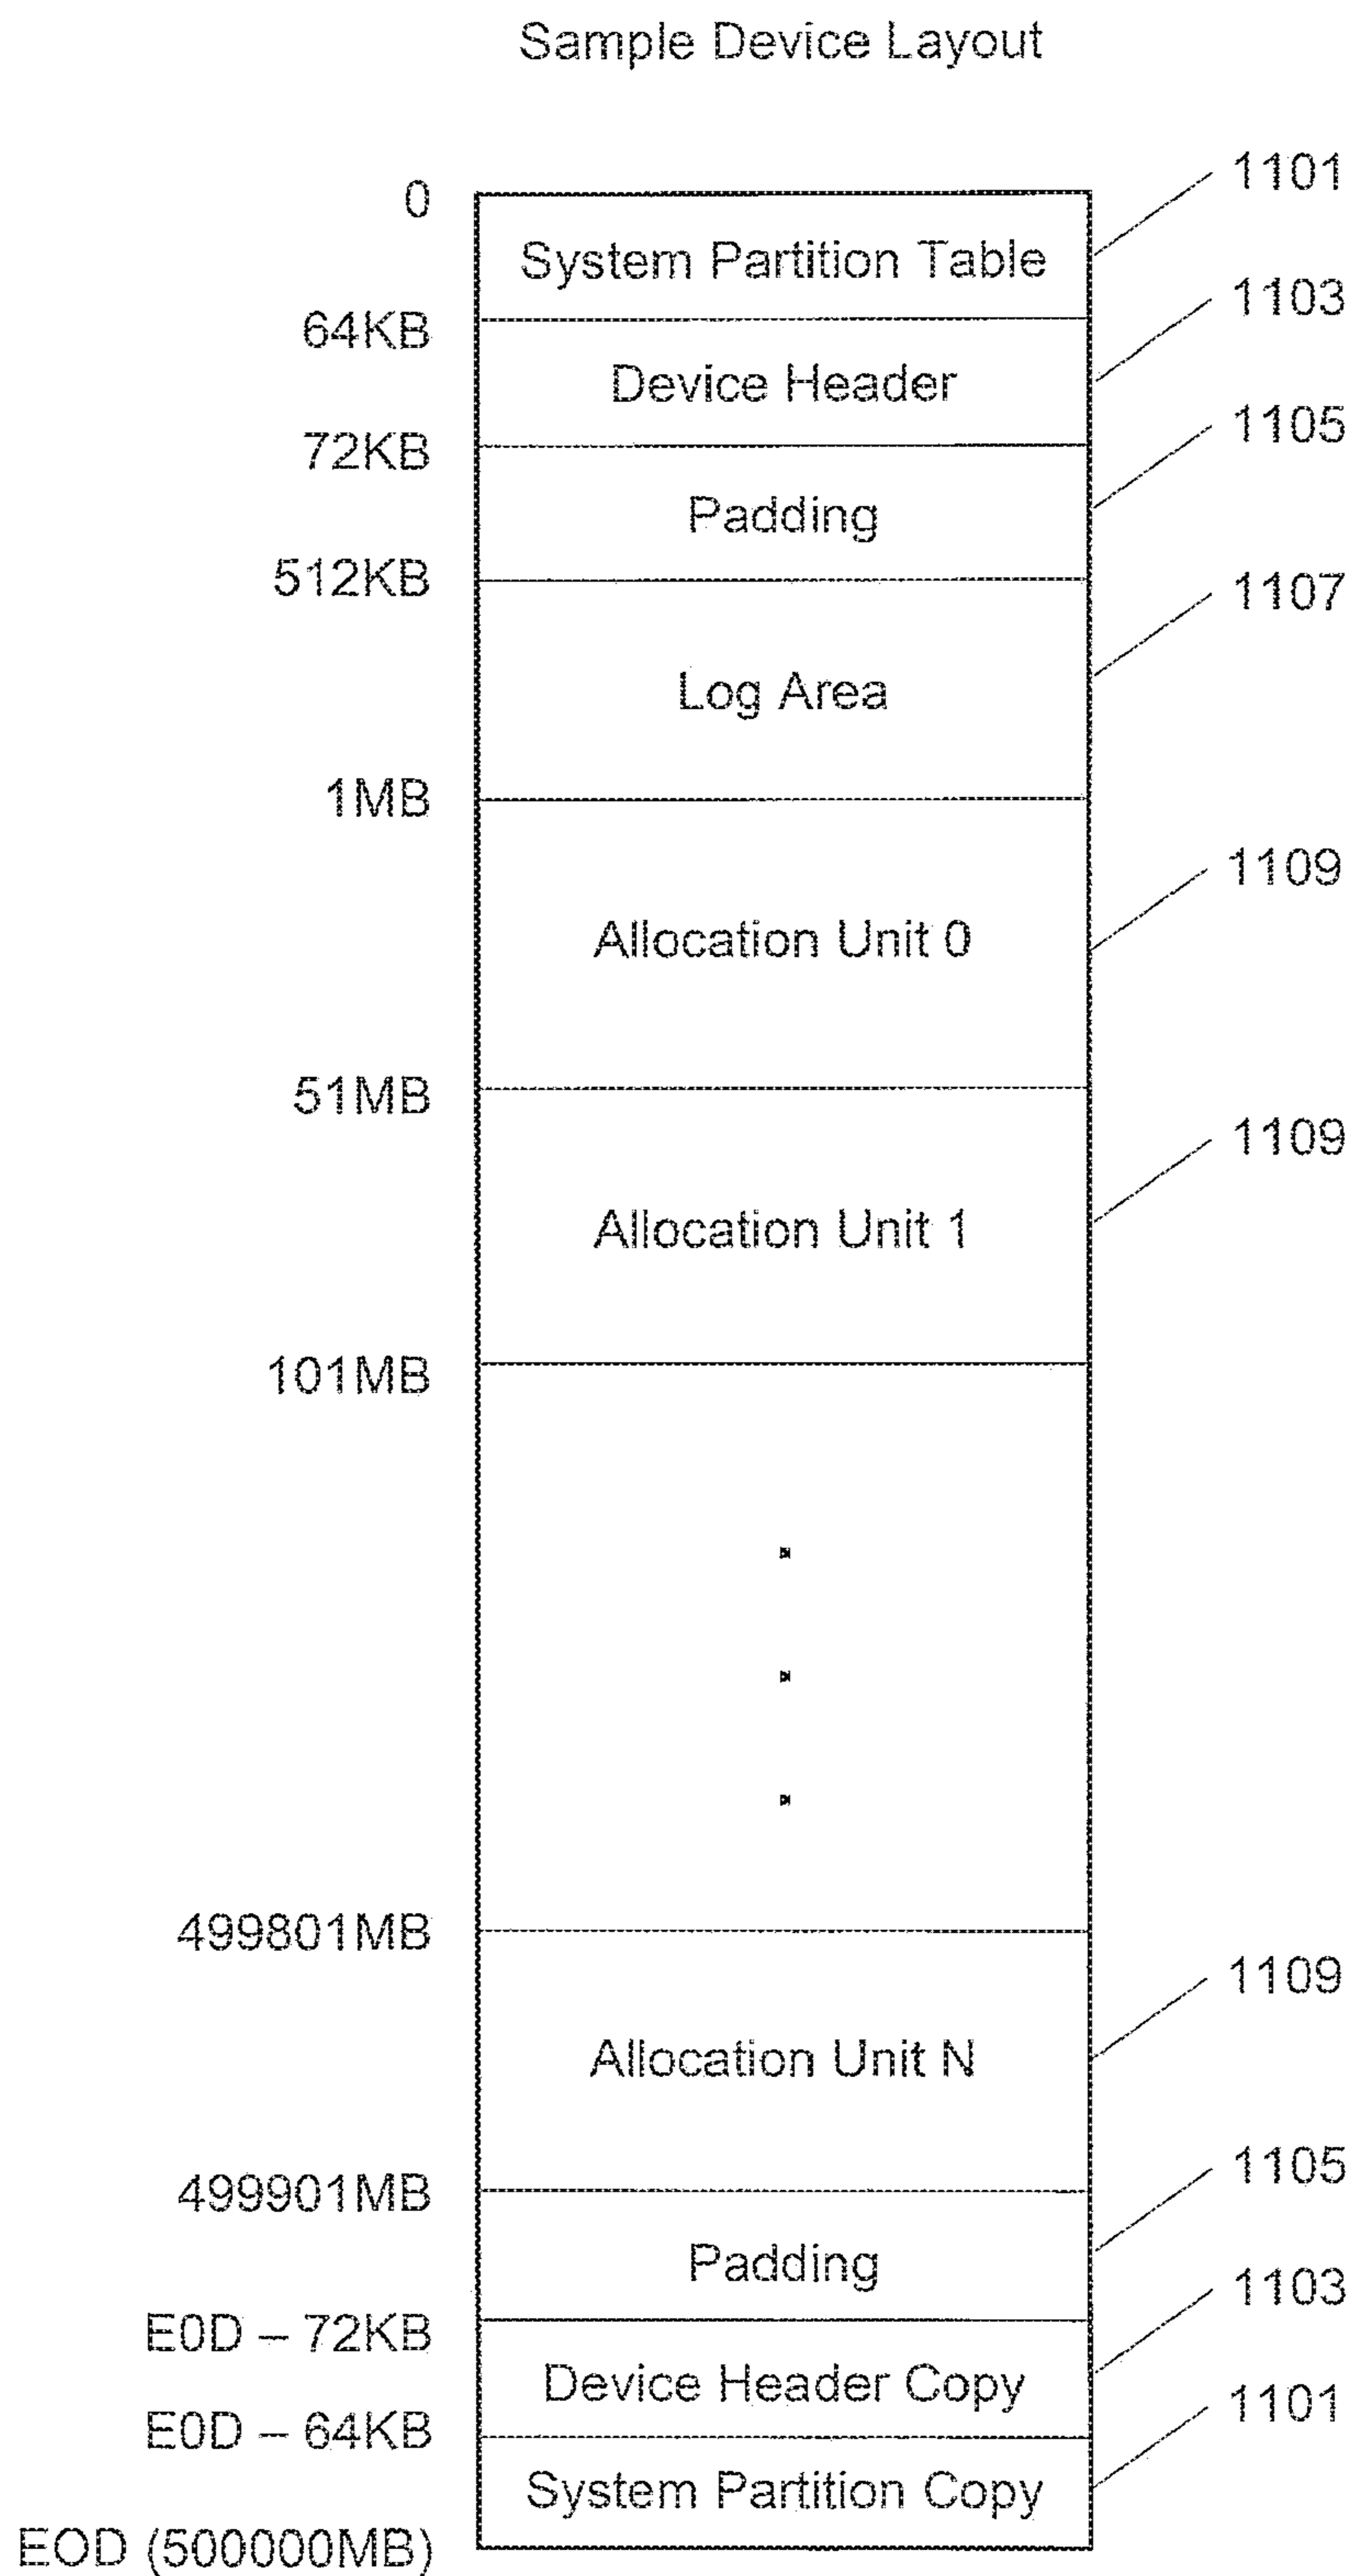 Sample Device Layout
0
System Partition Table
1101
64KB
Device Header
1103
72KB
Padding
1105
512KB
Log Area
1107
1MB
Allocation Unit 0
1109
51MB
Allocation Unit 1
1109
101MB
499801MB
Allocation Unit N
1109
499901MB
Padding
1105
E0D – 72KB
Device Header Copy
1103
E0D – 64KB
System Partition Copy
1101
EOD (500000MB)